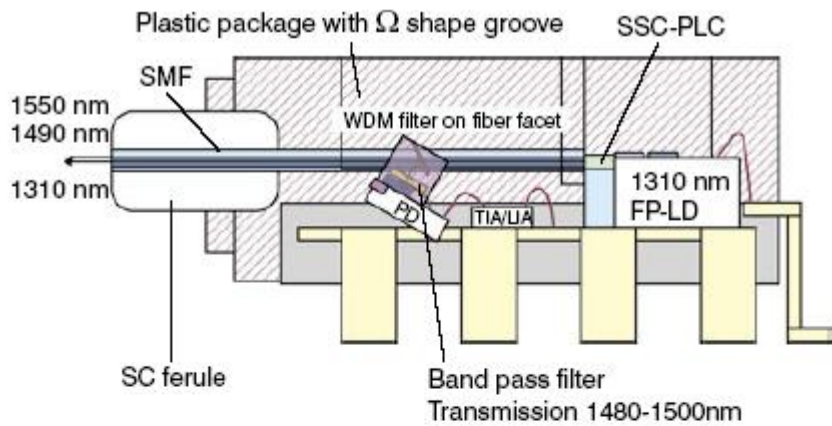 Plastic package with Ω shape groove
SSC-PLC
SMF
1550 nm
1490 nm
1310 nm
WDM filter on fiber facet
1310 nm
FP-LD
PD
TIA/LIA
SC ferule
Band pass filter
Transmission 1480-1500nm